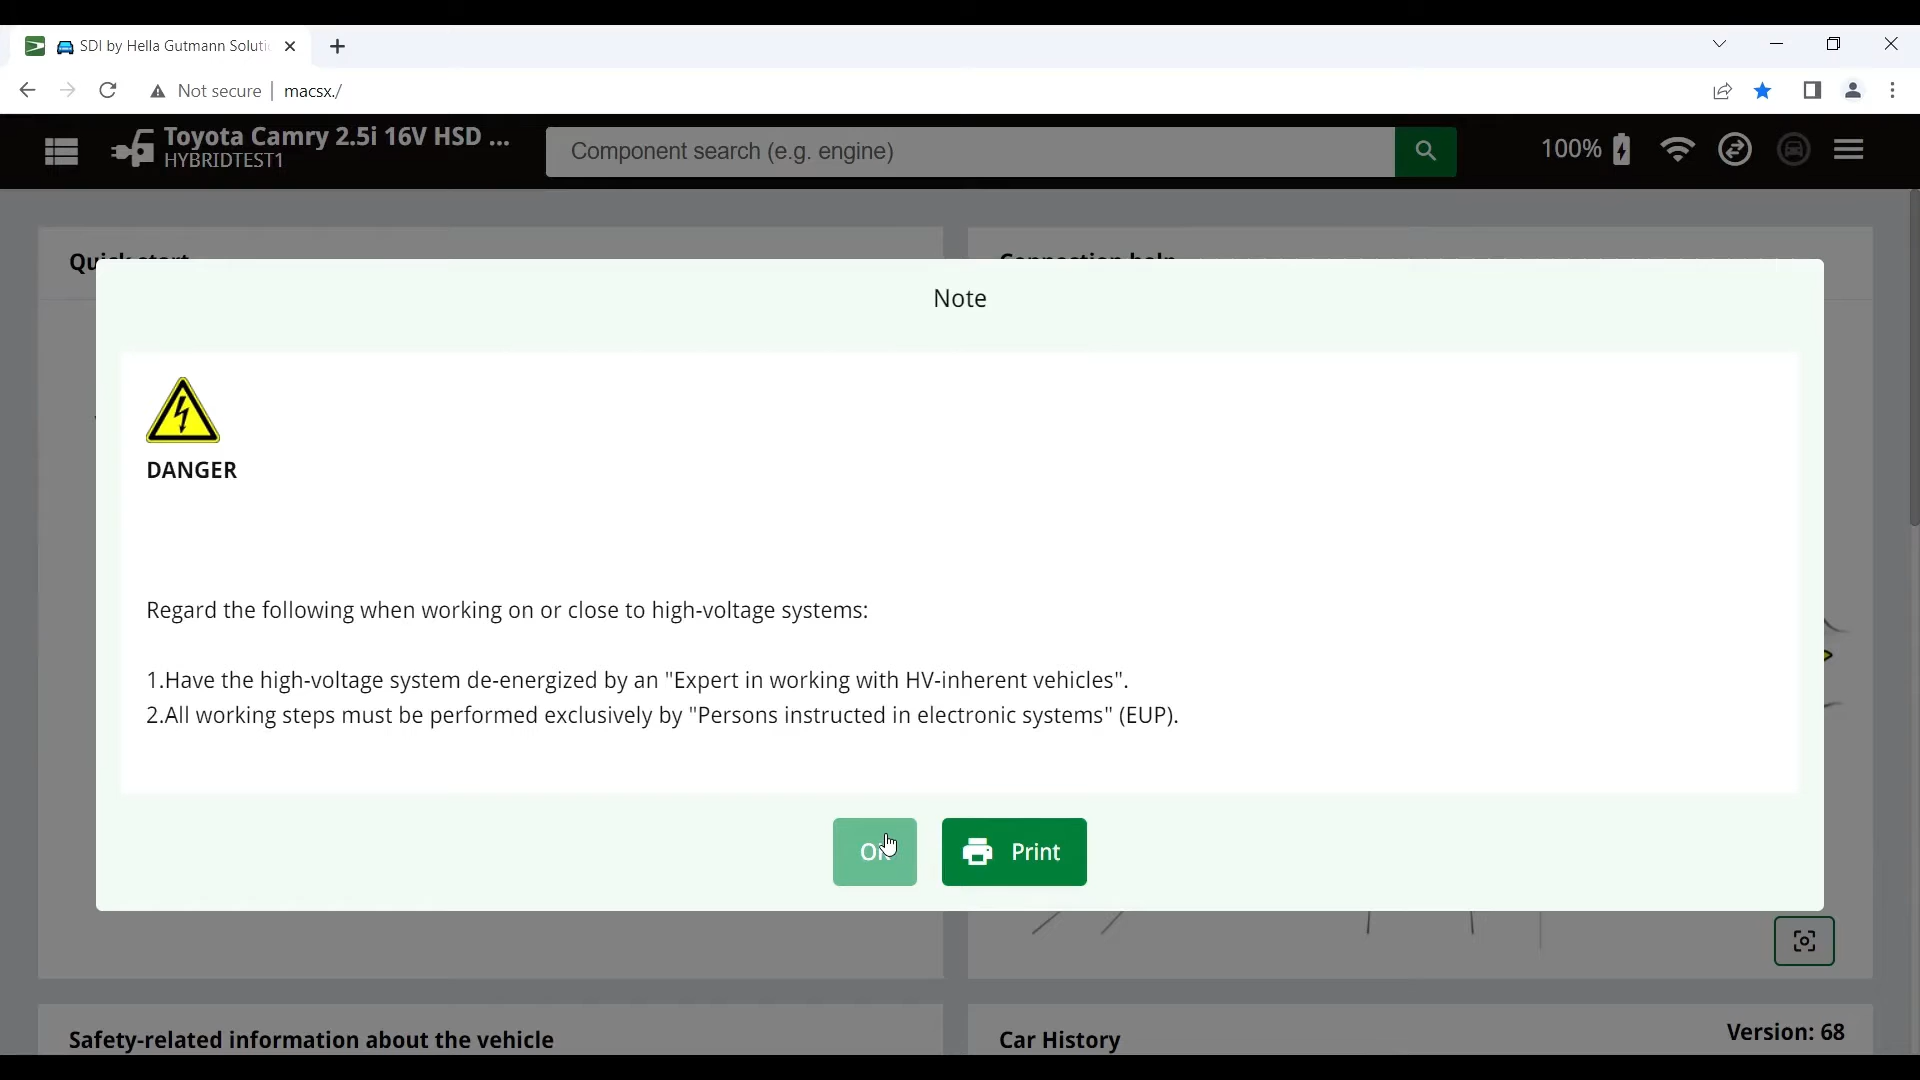 SDI by Hella Gutmann Soluti
Not secure
macsx./
Toyota Camry 2.5i 16V HSD ...
HYBRIDTEST1
Component search (e.g. engine)
100%
Note
DANGER
Regard the following when working on or close to high-voltage systems:
1.Have the high-voltage system de-energized by an "Expert in working with HV-inherent vehicles".
2.All working steps must be performed exclusively by "Persons instructed in electronic systems" (EUP).
Print
Safety-related information about the vehicle
Car History
Version: 68